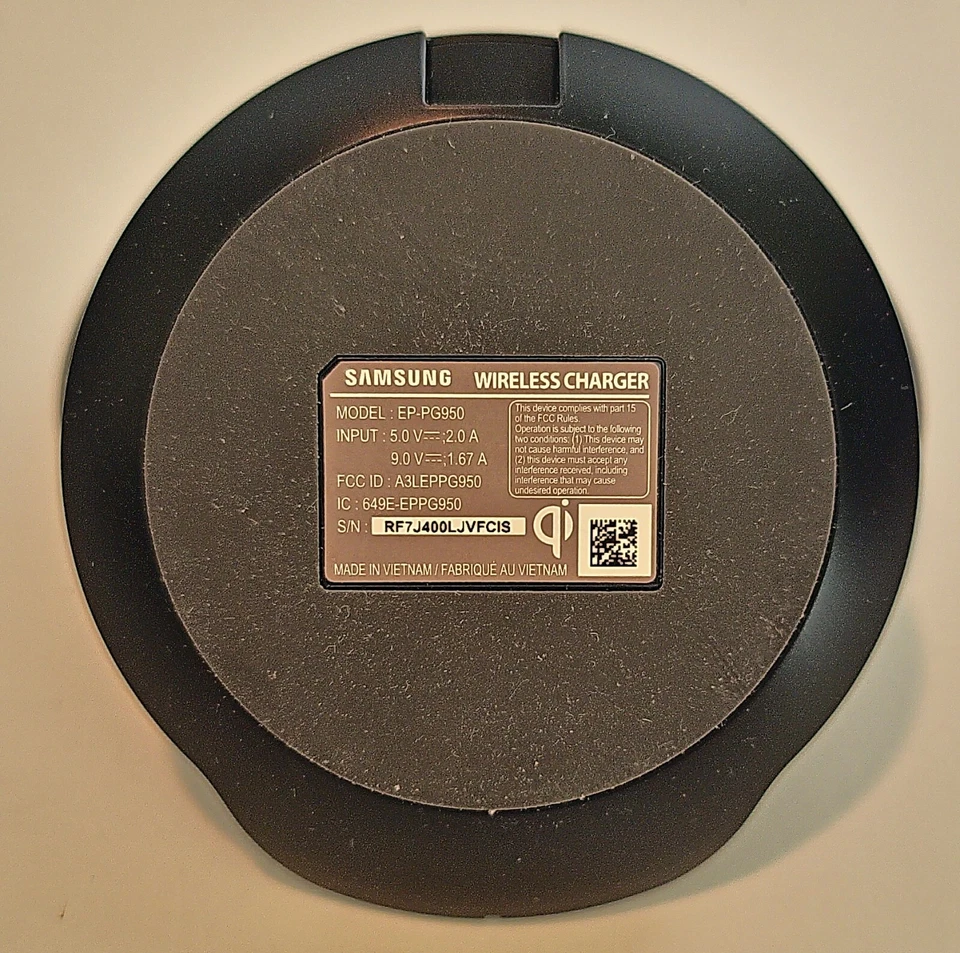 SAMSUNG WIRELESS CHARGER
MODEL : EP-PG950
INPUT : 5.0 V⎓;2.0 A
9.0 V⎓;1.67 A
FCC ID : A3LEPPG950
IC : 649E-EPPG950
S/N : RF7J400LJVFCIS
This device complies with part 15
of the FCC Rules.
Operation is subject to the following
two conditions: (1) This device may
not cause harmful interference, and
(2) this device must accept any
interference received, including
interference that may cause
undesired operation.
qi
MADE IN VIETNAM / FABRIQUÉ AU VIETNAM